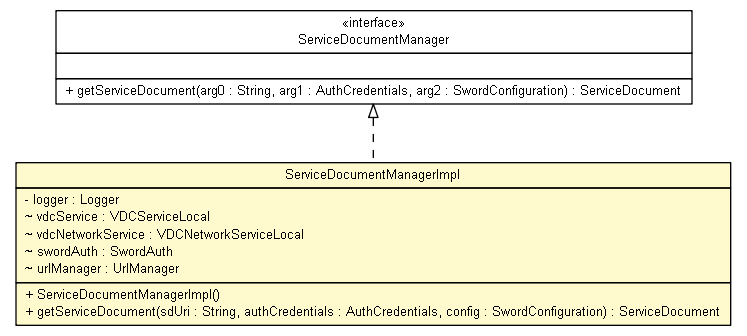 «interface»
ServiceDocumentManager
+ getServiceDocument(arg0 : String, arg1 : AuthCredentials, arg2 : SwordConfiguration) : ServiceDocument
ServiceDocumentManagerImpl
- logger : Logger
~ vdcService : VDCServiceLocal
~ vdcNetworkService : VDCNetworkServiceLocal
~ swordAuth : SwordAuth
~ urlManager : UrlManager
+ ServiceDocumentManagerImpl()
+ getServiceDocument(sdUri : String, authCredentials : AuthCredentials, config : SwordConfiguration) : ServiceDocument